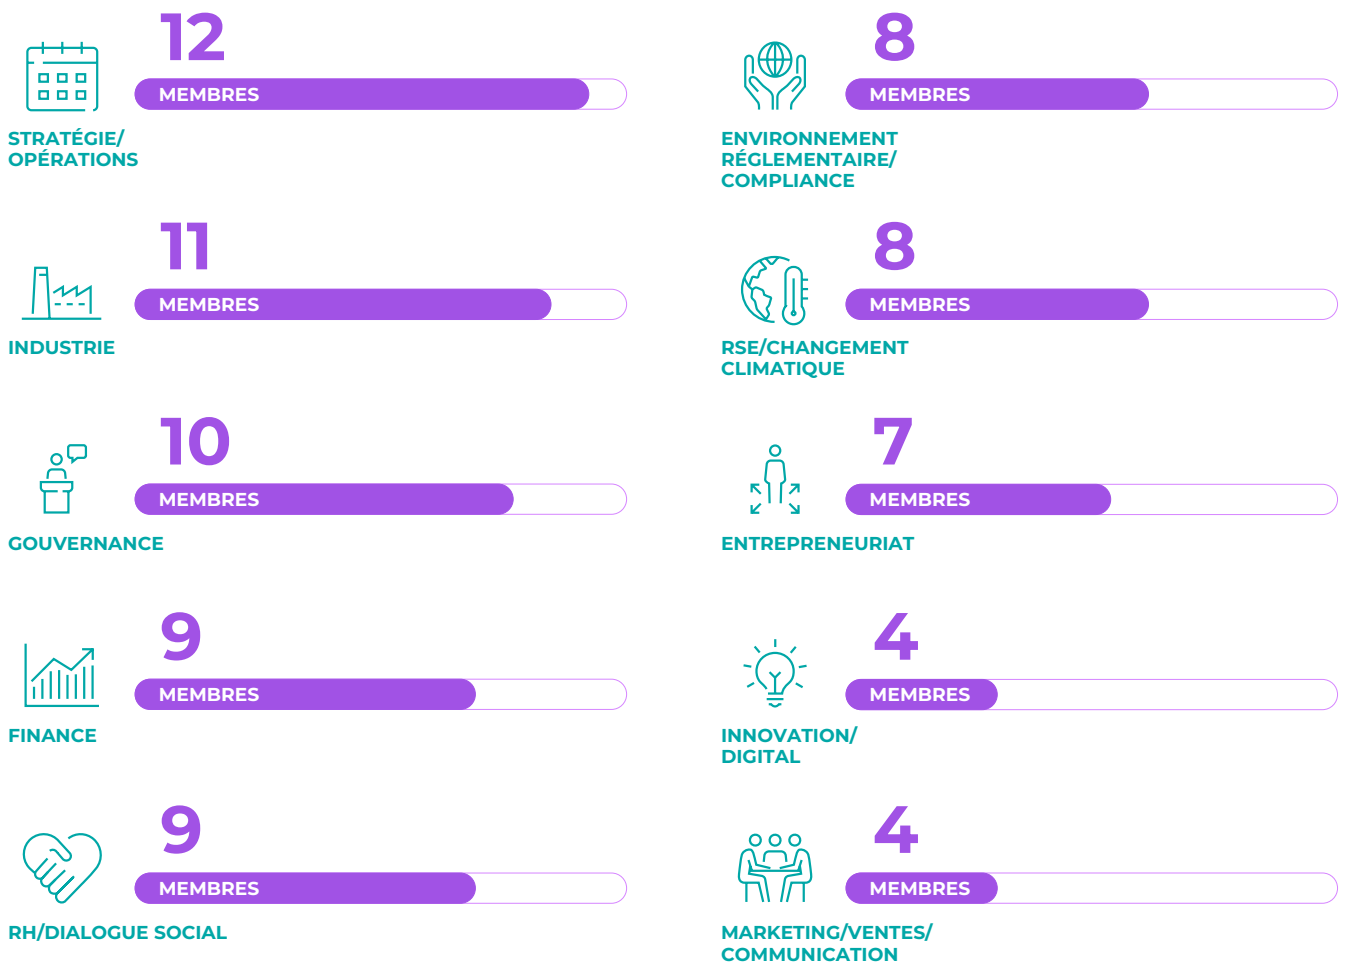 12
MEMBRES
STRATÉGIE/
OPÉRATIONS
11
MEMBRES
INDUSTRIE
10
MEMBRES
GOUVERNANCE
9
MEMBRES
FINANCE
9
MEMBRES
RH/DIALOGUE SOCIAL
8
MEMBRES
ENVIRONNEMENT
RÉGLEMENTAIRE/
COMPLIANCE
8
MEMBRES
RSE/CHANGEMENT
CLIMATIQUE
7
MEMBRES
ENTREPRENEURIAT
4
MEMBRES
INNOVATION/
DIGITAL
4
MEMBRES
MARKETING/VENTES/
COMMUNICATION